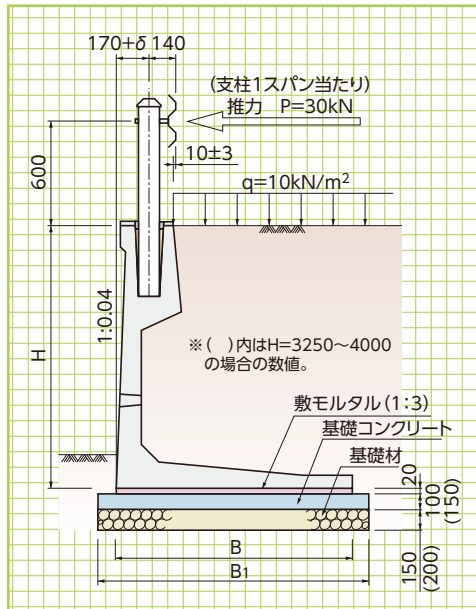 170+δ 140
(支柱1スパン当たり)
推力 P=30kN
10±3
600
q=10kN/m²
H
1:0.04
※( )内はH=3250〜4000
の場合の数値。
敷モルタル(1:3)
基礎コンクリート
基礎材
20
100
(150)
150
(200)
B
B₁